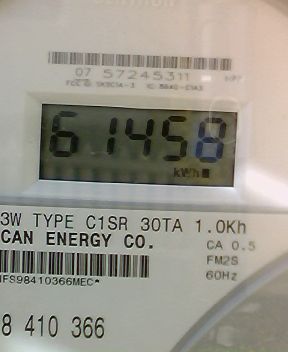 07 57245311
61458
kWh
3W TYPE C1SR 30TA 1.0Kh
CAN ENERGY CO.
CA 0.5
FM2S
60Hz
IFS98410366MEC*
8 410 366